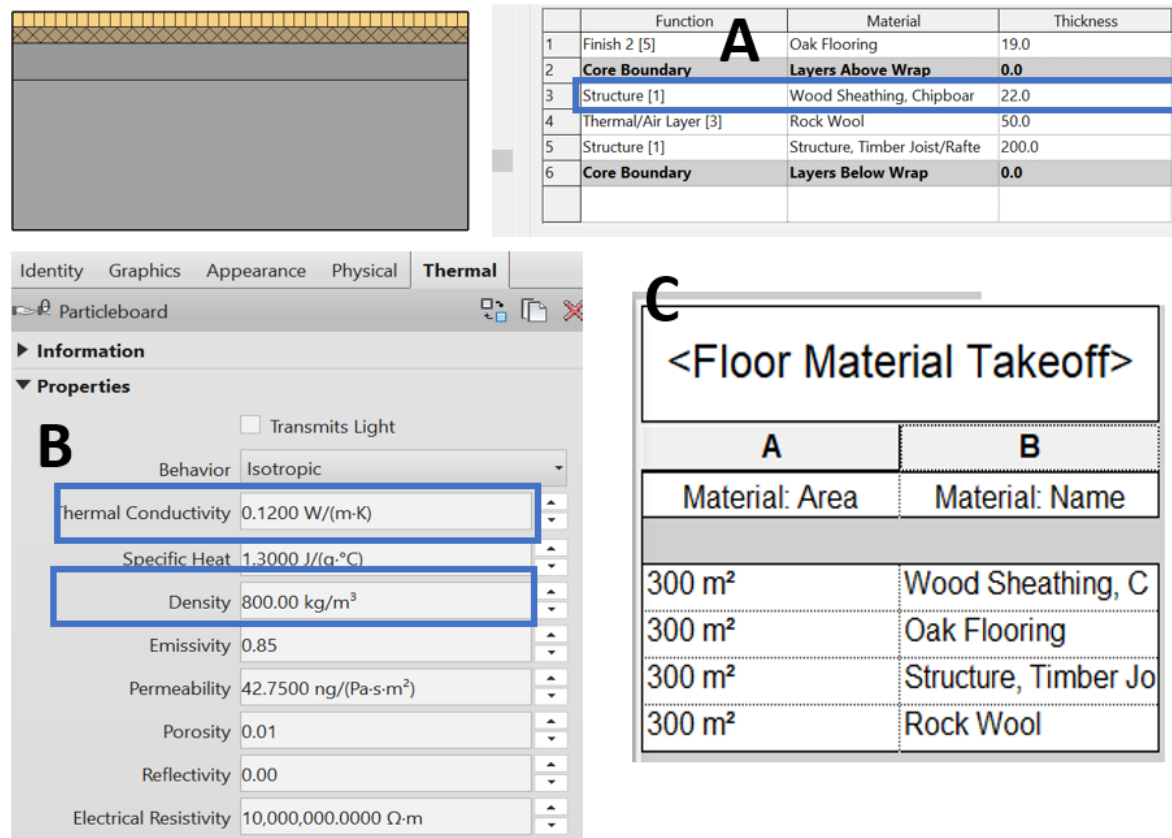 A
Function Material Thickness
1 Finish 2 [5] Oak Flooring 19.0
2 Core Boundary Layers Above Wrap 0.0
3 Structure [1] Wood Sheathing, Chipboar 22.0
4 Thermal/Air Layer [3] Rock Wool 50.0
5 Structure [1] Structure, Timber Joist/Rafte 200.0
6 Core Boundary Layers Below Wrap 0.0
Identity Graphics Appearance Physical Thermal
Particleboard
Information
Properties
Transmits Light
B
Behavior Isotropic
Thermal Conductivity 0.1200 W/(m·K)
Specific Heat 1.3000 J/(g·°C)
Density 800.00 kg/m³
Emissivity 0.85
Permeability 42.7500 ng/(Pa·s·m²)
Porosity 0.01
Reflectivity 0.00
Electrical Resistivity 10,000,000.0000 Ω·m
C
<Floor Material Takeoff>
A B
Material: Area Material: Name
300 m² Wood Sheathing, C
300 m² Oak Flooring
300 m² Structure, Timber Jo
300 m² Rock Wool